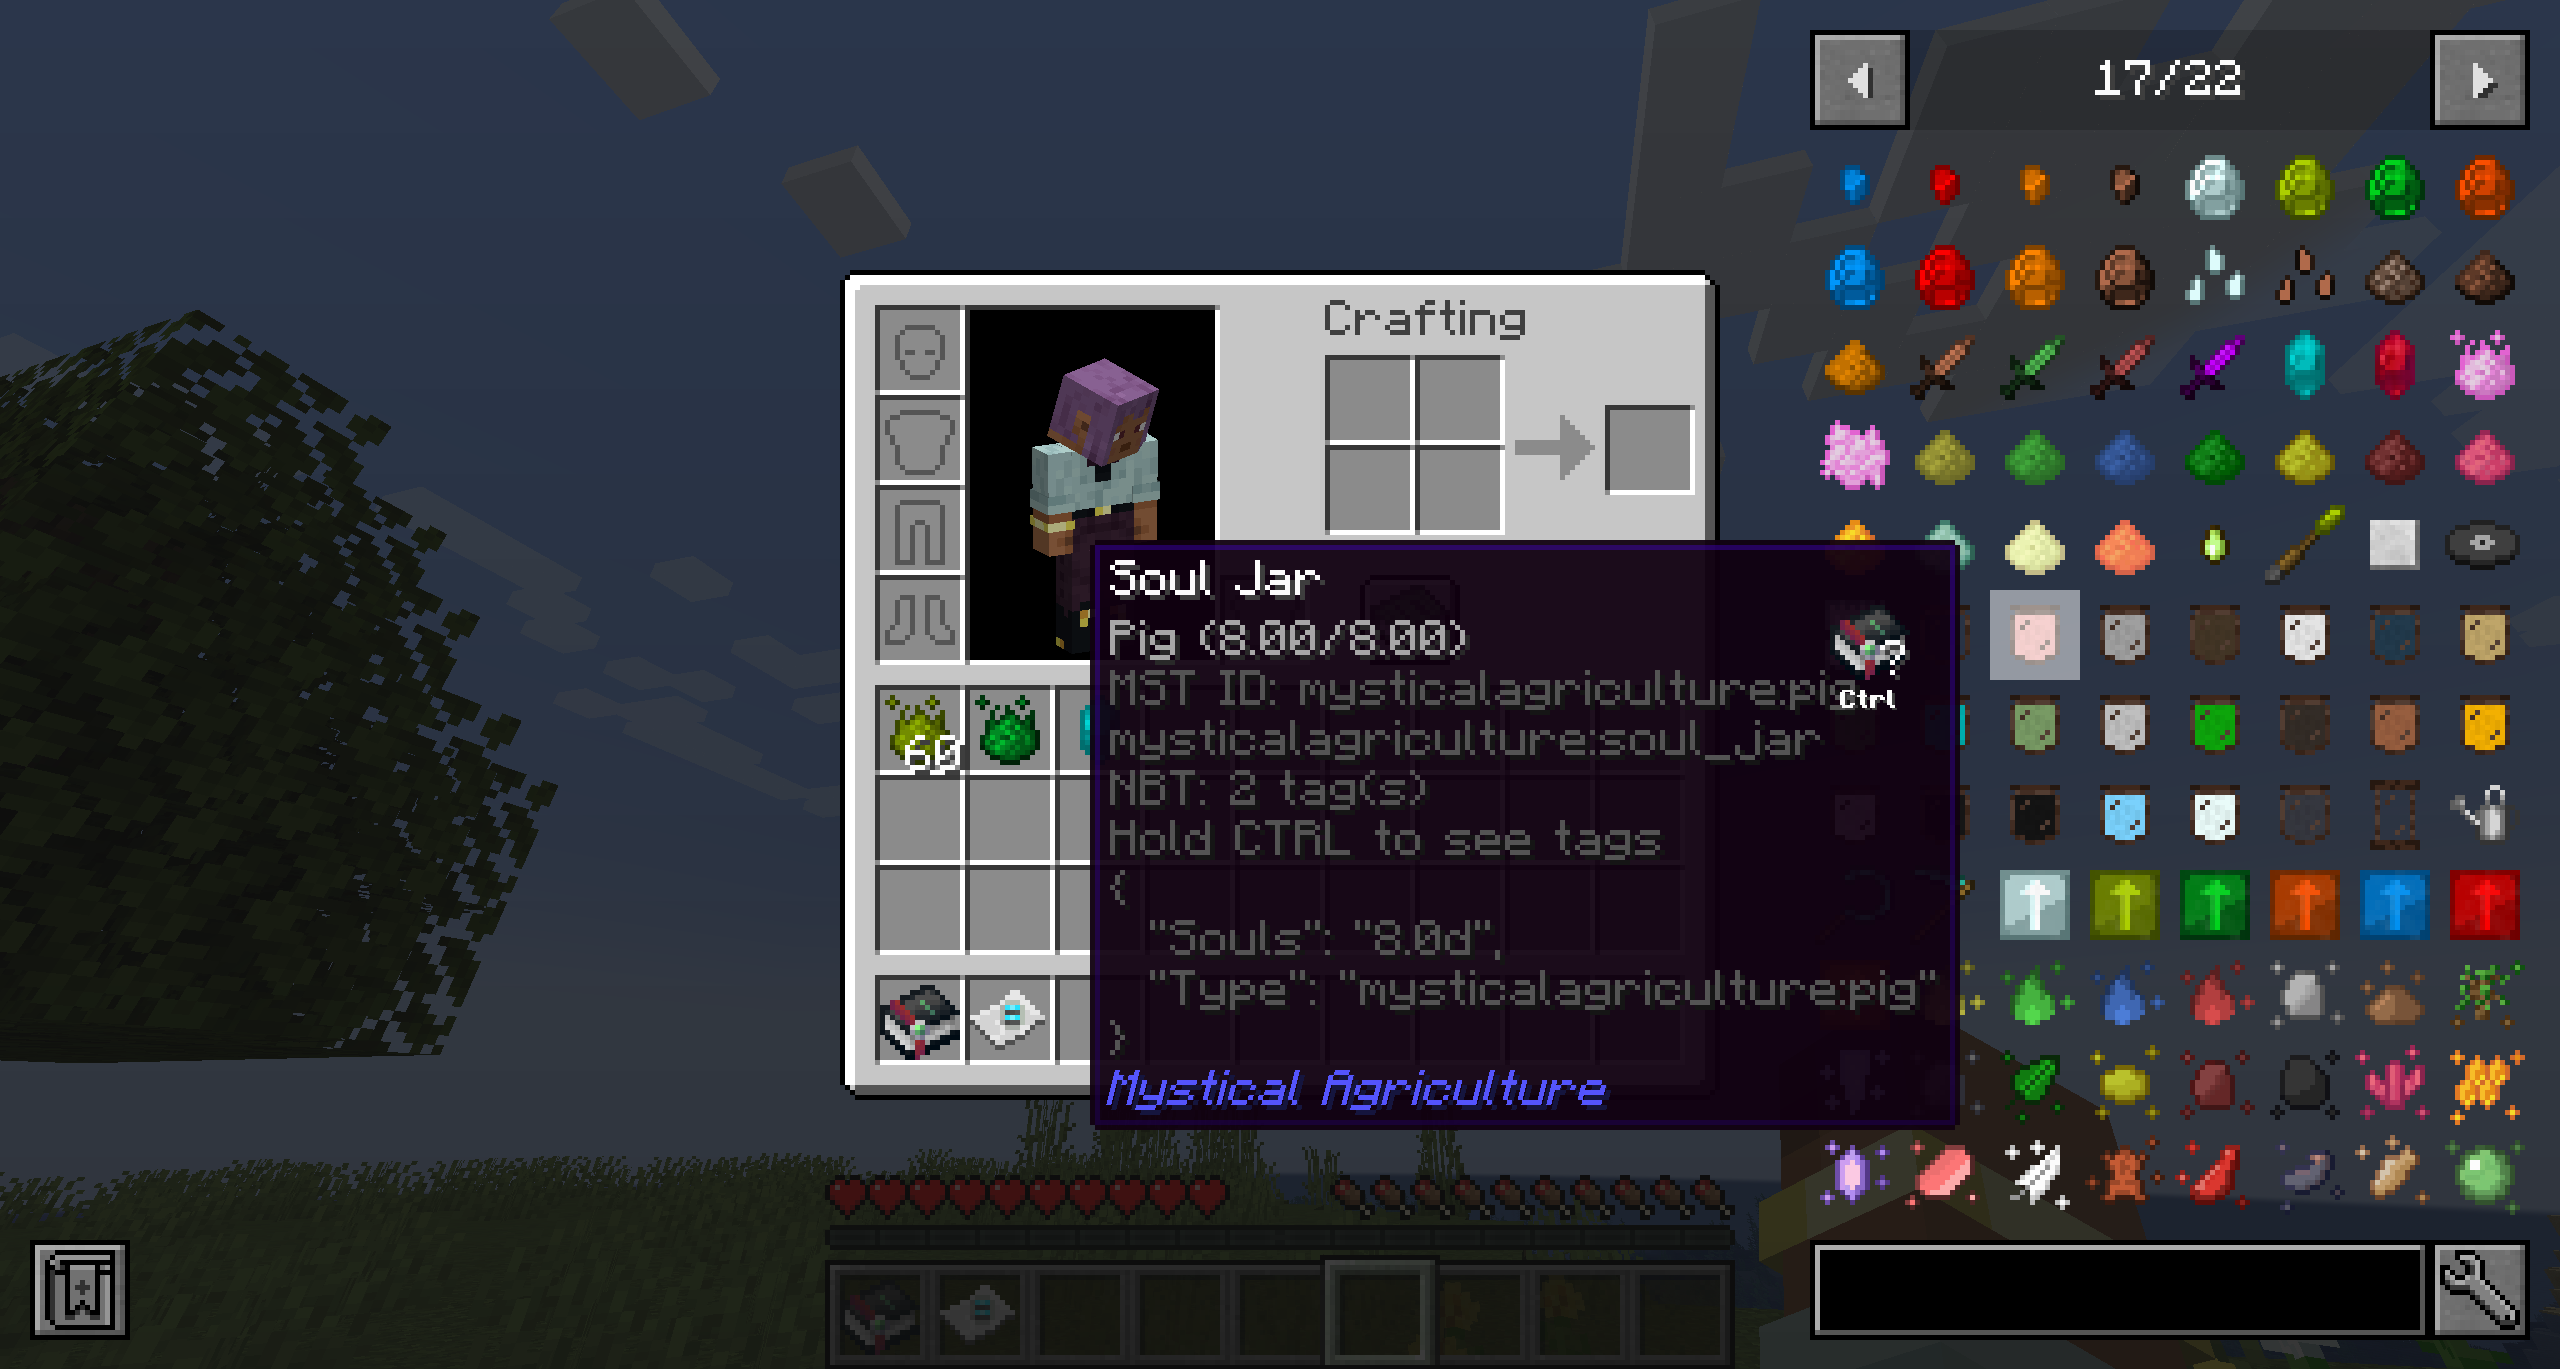 17/22
Crafting
Soul Jar
Pig (8.00/8.00)
MST ID: mysticalagriculture:pig
Ctrl
mysticalagriculture:soul_jar
NBT: 2 tag(s)
Hold CTRL to see tags
{
"Souls": "8.0d",
"Type": "mysticalagriculture:pig"
}
Mystical Agriculture
60
?